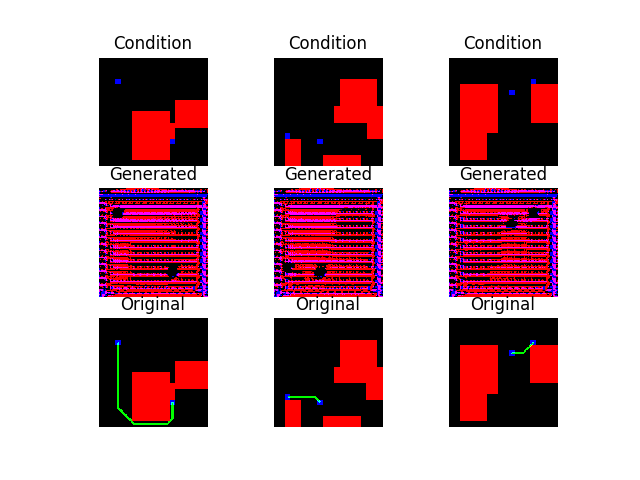 Condition Condition Condition
Generated Generated Generated
Original Original Original